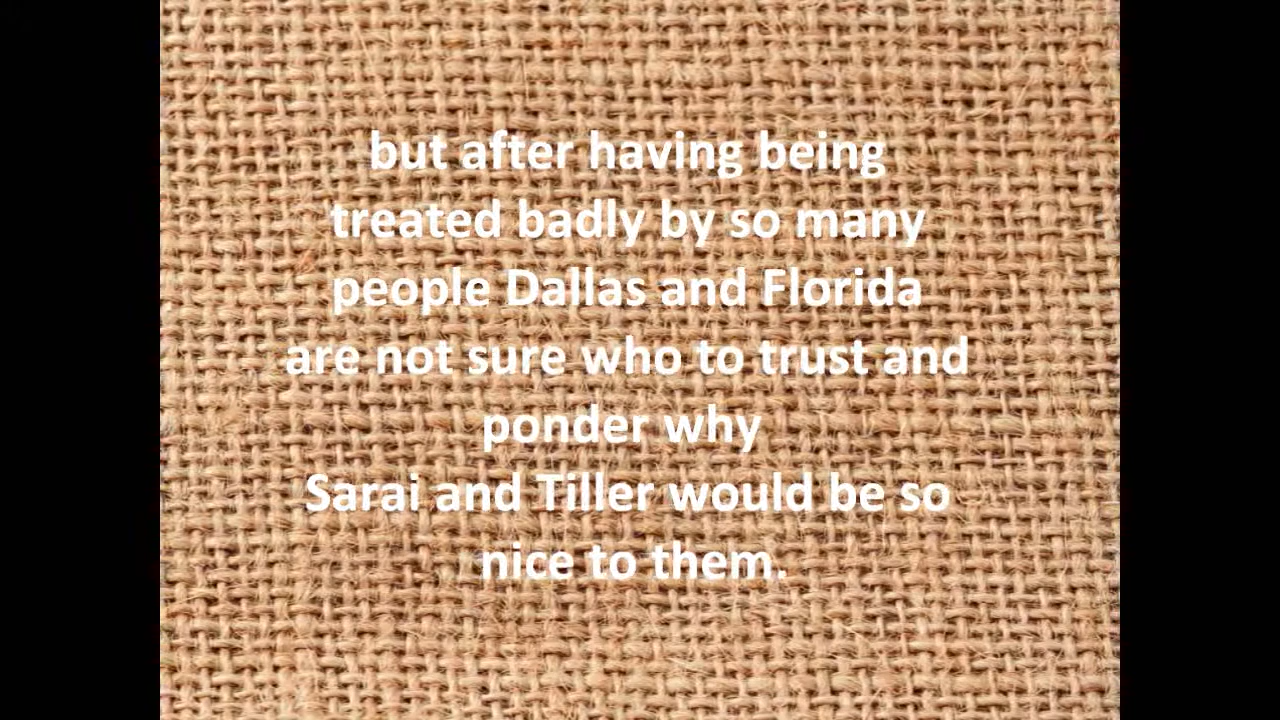 but after having being
treated badly by so many
people Dallas and Florida
are not sure who to trust and
ponder why
Sarai and Tiller would be so
nice to them.